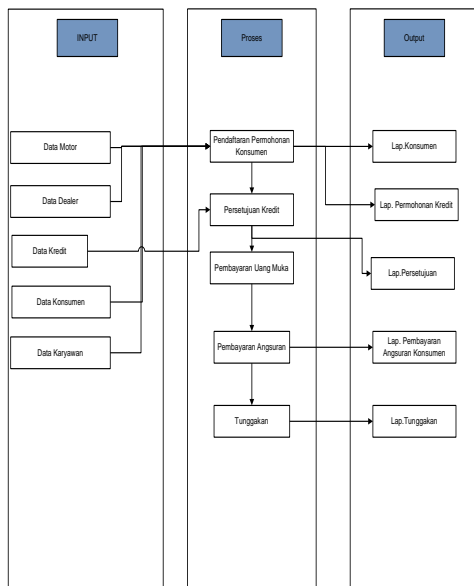 INPUT
Proses
Output
Data Motor
Data Dealer
Data Kredit
Data Konsumen
Data Karyawan
Pendaftaran Permohonan
Konsumen
Persetujuan Kredit
Pembayaran Uang Muka
Pembayaran Angsuran
Tunggakan
Lap.Konsumen
Lap. Permohonan Kredit
Lap.Persetujuan
Lap. Pembayaran
Angsuran Konsumen
Lap.Tunggakan